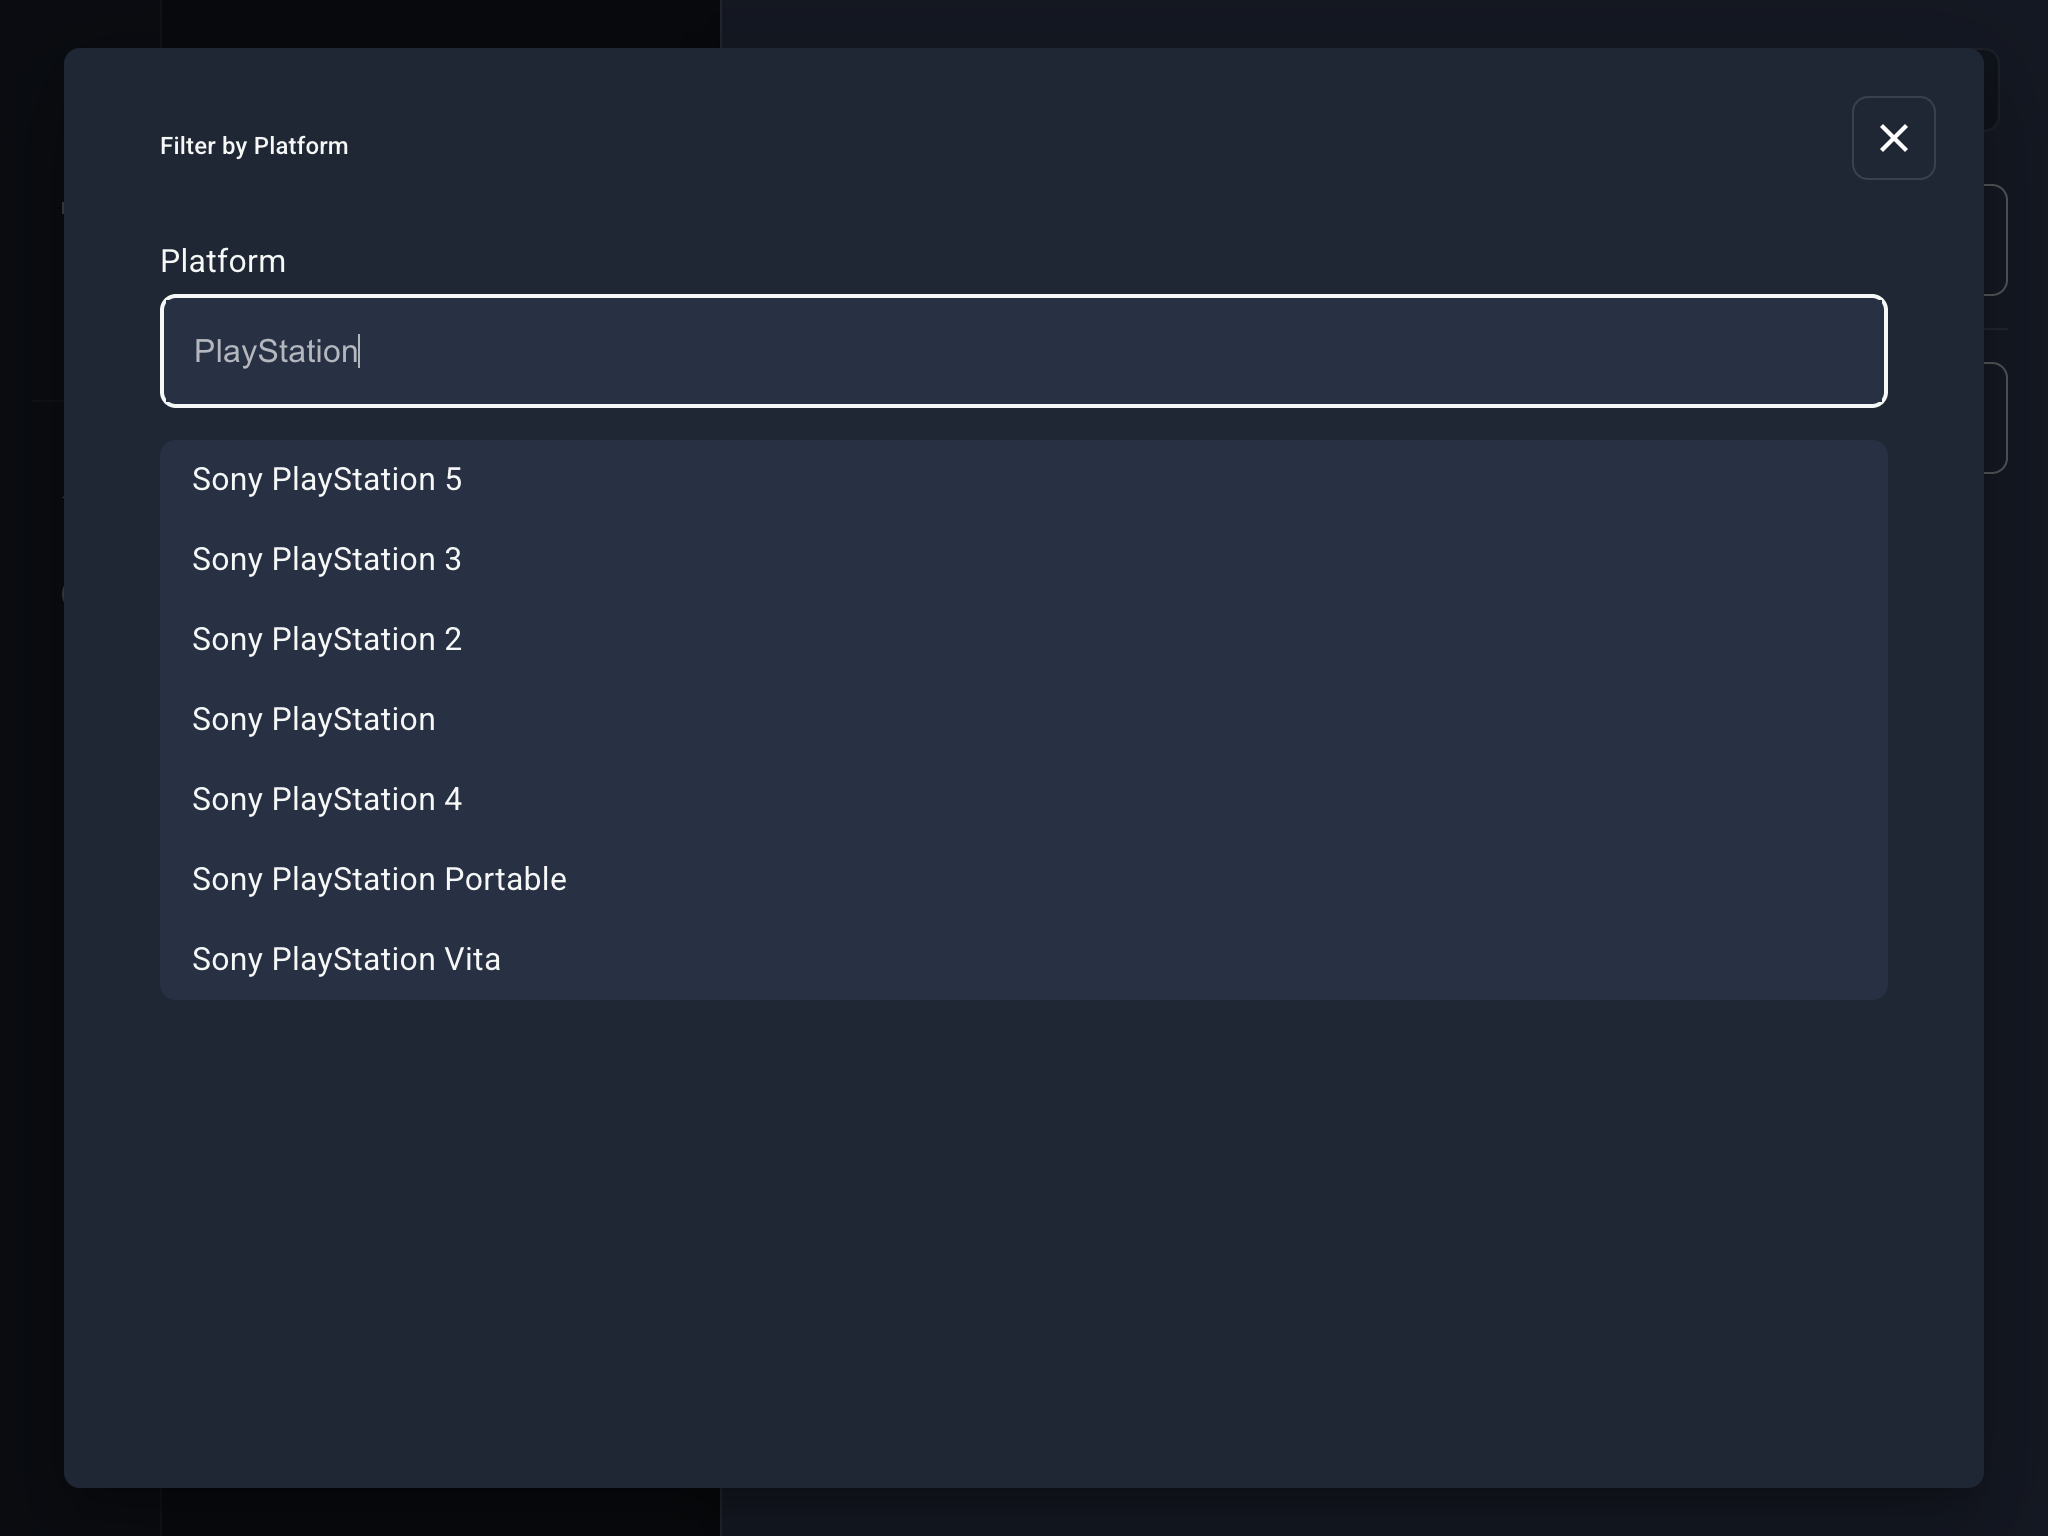 Filter by Platform
Platform
PlayStation
Sony PlayStation 5
Sony PlayStation 3
Sony PlayStation 2
Sony PlayStation
Sony PlayStation 4
Sony PlayStation Portable
Sony PlayStation Vita